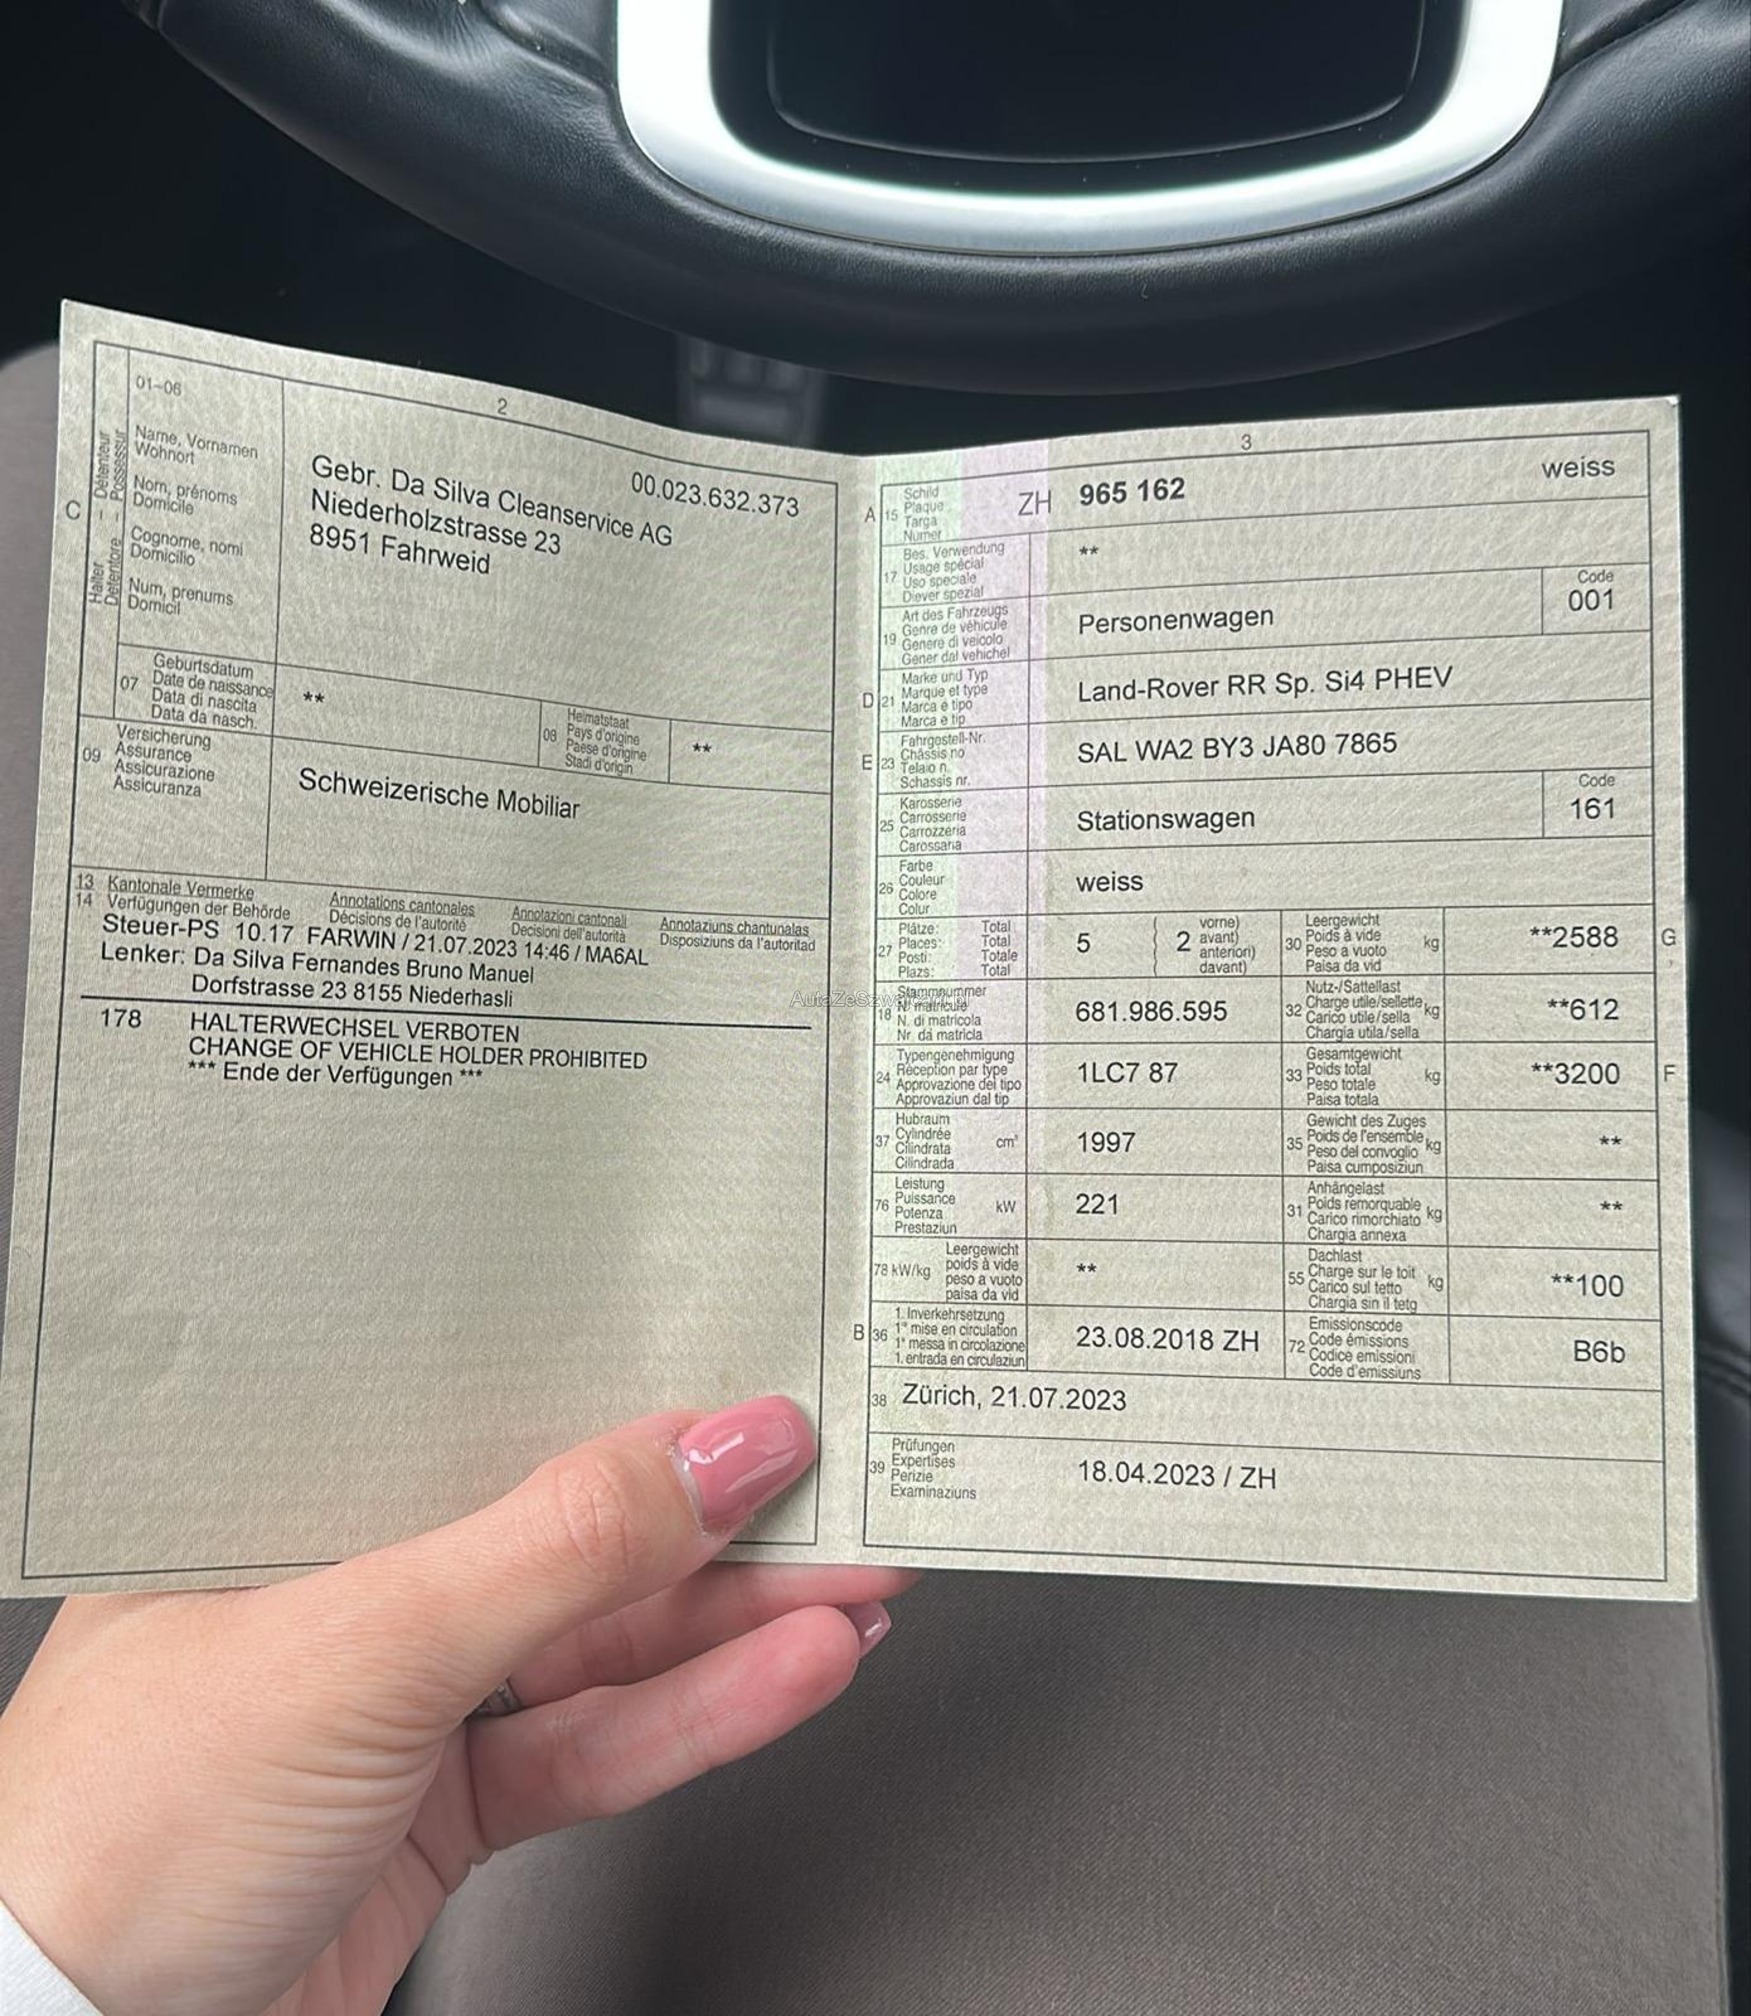 2
01–06
Name, Vornamen
Wohnort
Nom, prénoms
Domicile
Cognome, nomi
Domicilio
Num, prenums
Domicil
C
Halter – Détenteur
Detentore – Possessur
00.023.632.373
Gebr. Da Silva Cleanservice AG
Niederholzstrasse 23
8951 Fahrweid
07
Geburtsdatum
Date de naissance
Data di nascita
Data da nasch.
**
08
Heimatstaat
Pays d'origine
Paese d'origine
Stadi d'origin
**
09
Versicherung
Assurance
Assicurazione
Assicuranza
Schweizerische Mobiliar
13 Kantonale Vermerke Annotations cantonales Annotazioni cantonali Annotaziuns chantunalas
14 Verfügungen der Behörde Décisions de l'autorité Decisioni dell'autorità Disposiziuns da l'autoritad
Steuer-PS 10.17 FARWIN / 21.07.2023 14:46 / MA6AL
Lenker: Da Silva Fernandes Bruno Manuel
Dorfstrasse 23 8155 Niederhasli
178 HALTERWECHSEL VERBOTEN
CHANGE OF VEHICLE HOLDER PROHIBITED
*** Ende der Verfügungen ***
AutaZeSzwajcarii.pl
3
A 15
Schild
Plaque
Targa
Numer
ZH 965 162
weiss
17
Bes. Verwendung
Usage spécial
Uso speciale
Diever spezial
**
19
Art des Fahrzeugs
Genre de véhicule
Genere di veicolo
Gener dal vehichel
Personenwagen
Code
001
D 21
Marke und Typ
Marque et type
Marca e tipo
Marca e tip
Land-Rover RR Sp. Si4 PHEV
E 23
Fahrgestell-Nr.
Châssis no
Telaio n.
Schassis nr.
SAL WA2 BY3 JA80 7865
25
Karosserie
Carrosserie
Carrozzeria
Carossaria
Stationswagen
Code
161
26
Farbe
Couleur
Colore
Colur
weiss
27
Plätze: Total
Places: Total
Posti: Totale
Plazs: Total
5
( 2
vorne)
avant)
anteriori)
davant)
30
Leergewicht
Poids à vide
Peso a vuoto
Paisa da vid
kg
**2588
G
18
Stammnummer
N. matricule
N. di matricola
Nr. da matricla
681.986.595
32
Nutz-/Sattellast
Charge utile/sellette
Carico utile/sella
Chargia utila/sella
kg
**612
24
Typengenehmigung
Réception par type
Approvazione del tipo
Approvaziun dal tip
1LC7 87
33
Gesamtgewicht
Poids total
Peso totale
Paisa totala
kg
**3200
F
37
Hubraum
Cylindrée
Cilindrata
Cilindrada
cm³
1997
35
Gewicht des Zuges
Poids de l'ensemble
Peso del convoglio
Paisa cumposiziun
kg
**
76
Leistung
Puissance
Potenza
Prestaziun
kW
221
31
Anhängelast
Poids remorquable
Carico rimorchiato
Chargia annexa
kg
**
78 kW/kg
Leergewicht
poids à vide
peso a vuoto
paisa da vid
**
55
Dachlast
Charge sur le toit
Carico sul tetto
Chargia sin il tetg
kg
**100
B 36
1. Inverkehrsetzung
1ᵉ mise en circulation
1ᵃ messa in circolazione
1. entrada en circulaziun
23.08.2018 ZH
72
Emissionscode
Code émissions
Codice emissioni
Code d'emissiuns
B6b
38 Zürich, 21.07.2023
39
Prüfungen
Expertises
Perizie
Examinaziuns
18.04.2023 / ZH